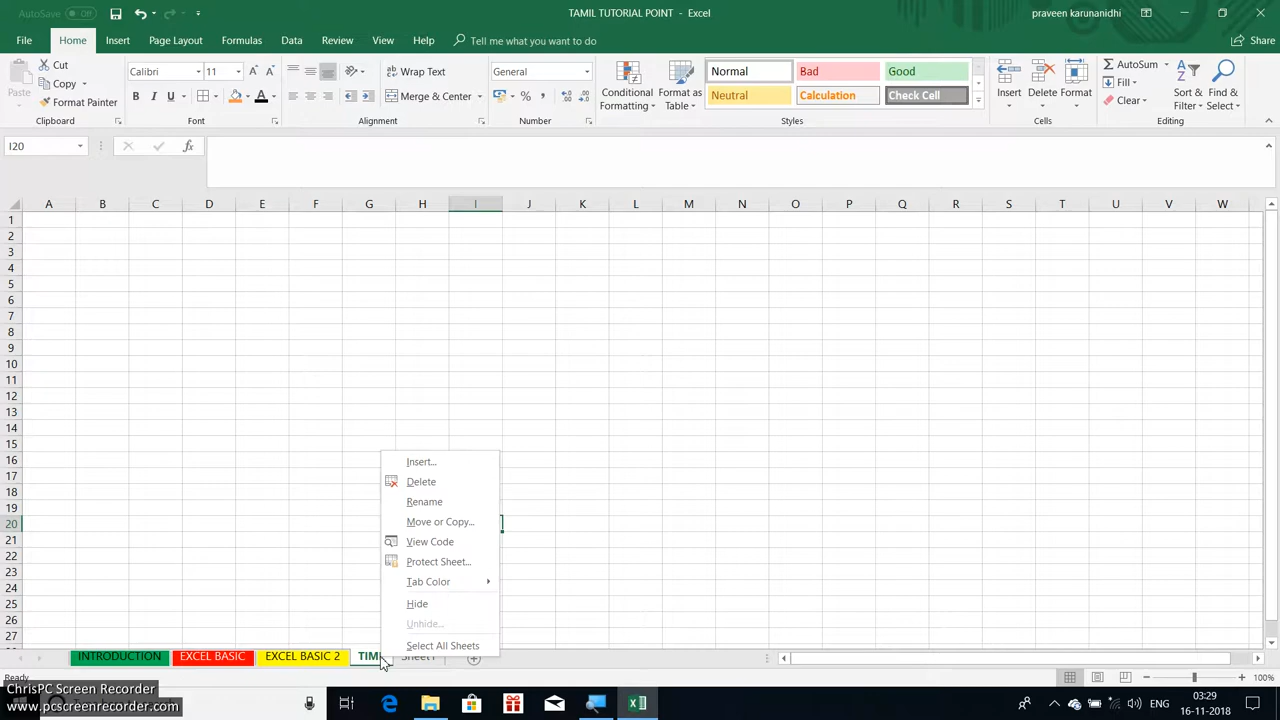 AutoSave Off
TAMIL TUTORIAL POINT - Excel
praveen karunanidhi
File Home Insert Page Layout Formulas Data Review View Help Tell me what you want to do Share
Paste
Cut
Copy
Format Painter
Clipboard
Calibri 11
B I U A
Font
Wrap Text
Merge & Center
Alignment
General
% ,
Number
Conditional Formatting
Format as Table
Normal Bad Good
Neutral Calculation Check Cell
Styles
Insert Delete Format
Cells
AutoSum
Fill
Clear
Sort & Filter
Find & Select
Editing
I20 fx
A B C D E F G H I J K L M N O P Q R S T U V W
1
2
3
4
5
6
7
8
9
10
11
12
13
14
15
16
17
18
19
20
21
22
23
24
25
26
27
Insert...
Delete
Rename
Move or Copy...
View Code
Protect Sheet...
Tab Color
Hide
Unhide...
Select All Sheets
INTRODUCTION EXCEL BASIC EXCEL BASIC 2
Ready
100%
ChrisPC Screen Recorder
www.pcscreenrecorder.com
ENG
03:29
16-11-2018